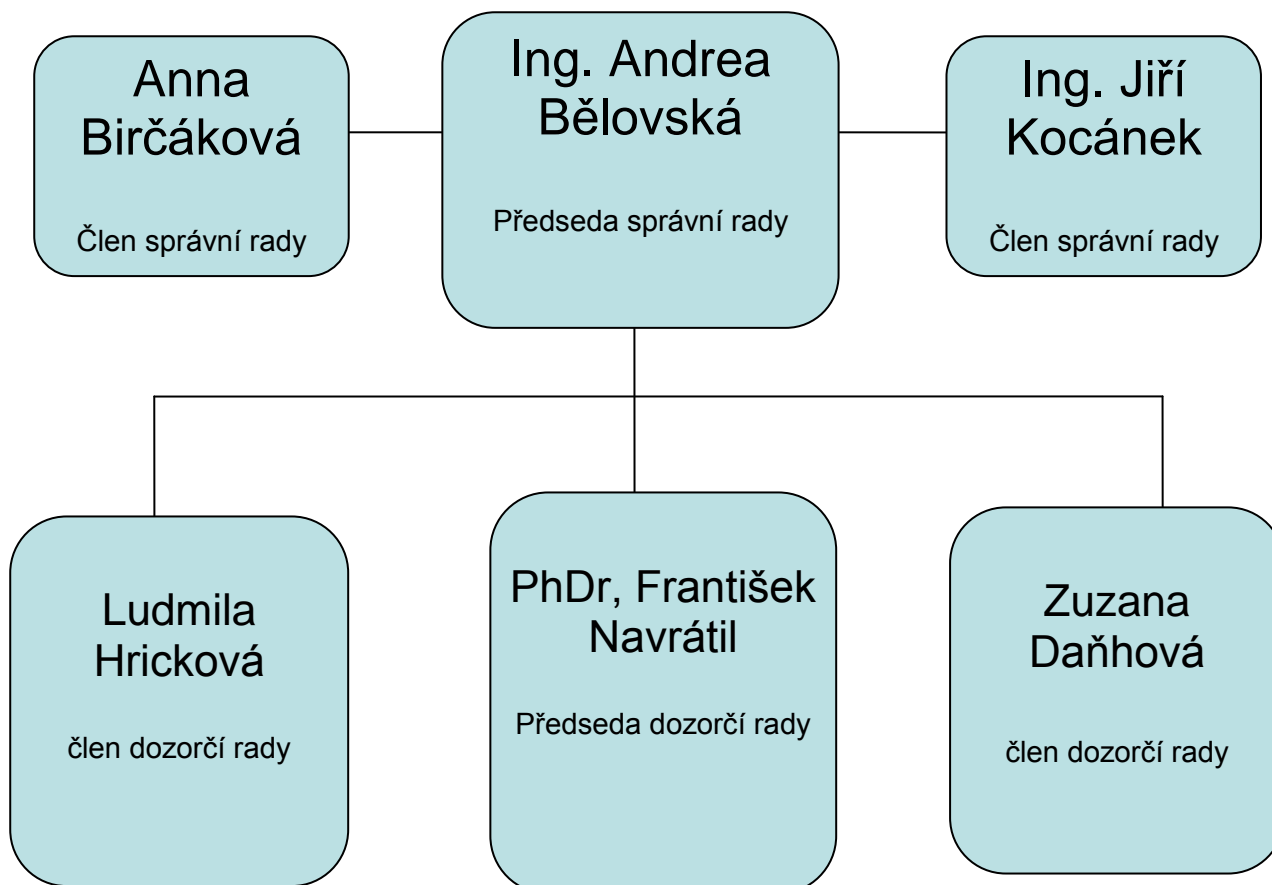 Anna
Birčáková
Člen správní rady
Ing. Andrea
Bělovská
Předseda správní rady
Ing. Jiří
Kocánek
Člen správní rady
Ludmila
Hricková
člen dozorčí rady
PhDr, František
Navrátil
Předseda dozorčí rady
Zuzana
Daňhová
člen dozorčí rady